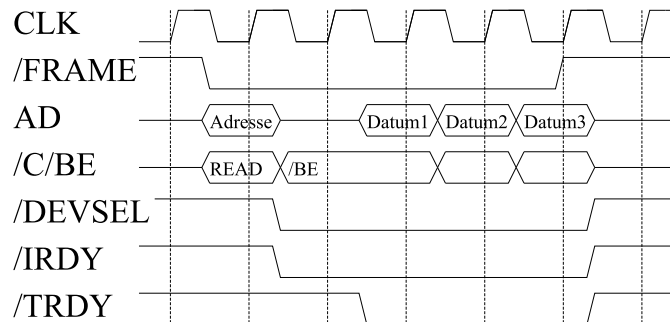 CLK
/FRAME
AD Adresse Datum1 Datum2 Datum3
/C/BE READ /BE
/DEVSEL
/IRDY
/TRDY